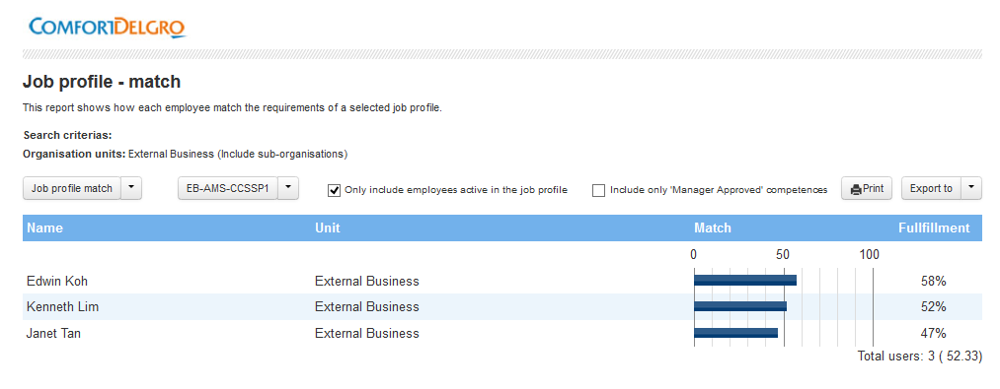 COMFORTDELGRO
Job profile - match
This report shows how each employee match the requirements of a selected job profile.
Search criterias:
Organisation units: External Business (Include sub-organisations)
Job profile match EB-AMS-CCSSP1 Only include employees active in the job profile Include only 'Manager Approved' competences Print Export to
Name Unit Match Fullfillment
0 50 100
Edwin Koh External Business 58%
Kenneth Lim External Business 52%
Janet Tan External Business 47%
Total users: 3 ( 52.33)